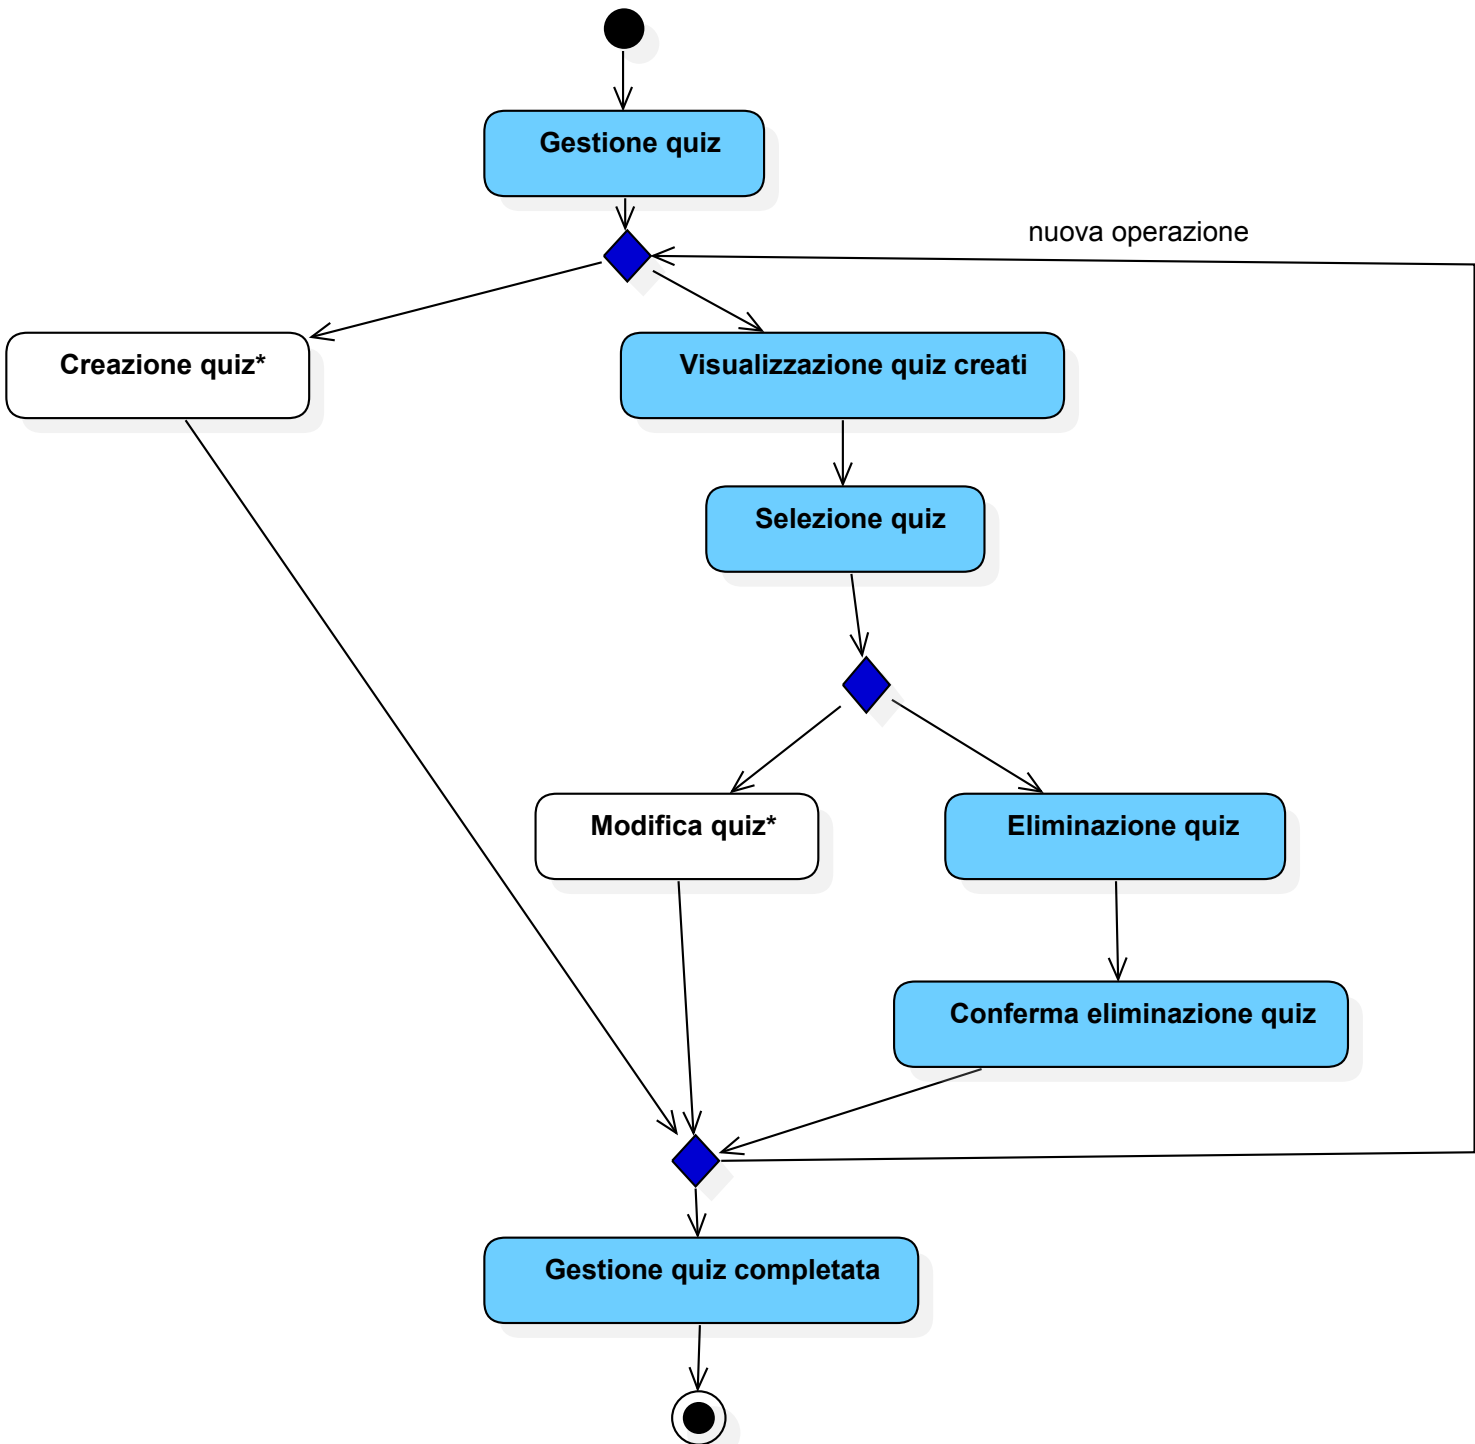 Gestione quiz
nuova operazione
Creazione quiz*
Visualizzazione quiz creati
Selezione quiz
Modifica quiz*
Eliminazione quiz
Conferma eliminazione quiz
Gestione quiz completata